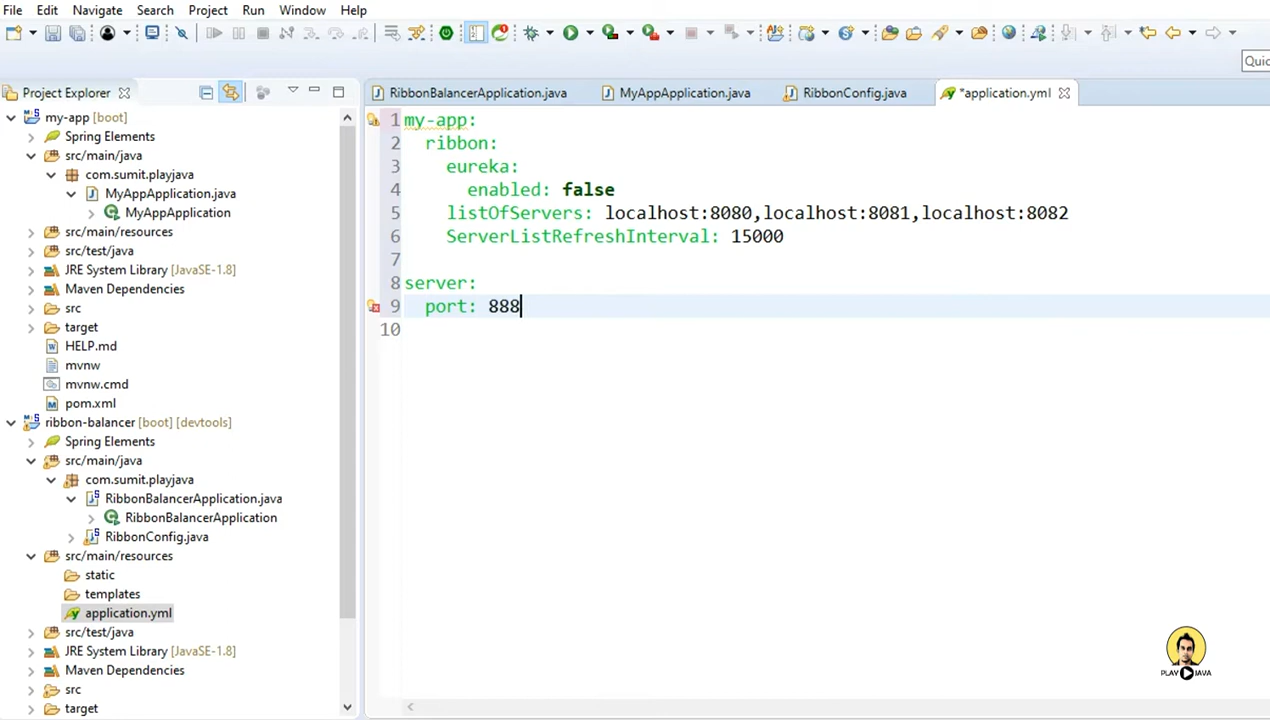 File Edit Navigate Search Project Run Window Help
Quic
Project Explorer
RibbonBalancerApplication.java
MyAppApplication.java
RibbonConfig.java
*application.yml
my-app [boot]
Spring Elements
src/main/java
com.sumit.playjava
MyAppApplication.java
MyAppApplication
src/main/resources
src/test/java
JRE System Library [JavaSE-1.8]
Maven Dependencies
src
target
HELP.md
mvnw
mvnw.cmd
pom.xml
ribbon-balancer [boot] [devtools]
Spring Elements
src/main/java
com.sumit.playjava
RibbonBalancerApplication.java
RibbonBalancerApplication
RibbonConfig.java
src/main/resources
static
templates
application.yml
src/test/java
JRE System Library [JavaSE-1.8]
Maven Dependencies
src
target
1 my-app:
2 ribbon:
3 eureka:
4 enabled: false
5 listOfServers: localhost:8080,localhost:8081,localhost:8082
6 ServerListRefreshInterval: 15000
7
8 server:
9 port: 888
10
PLAY JAVA